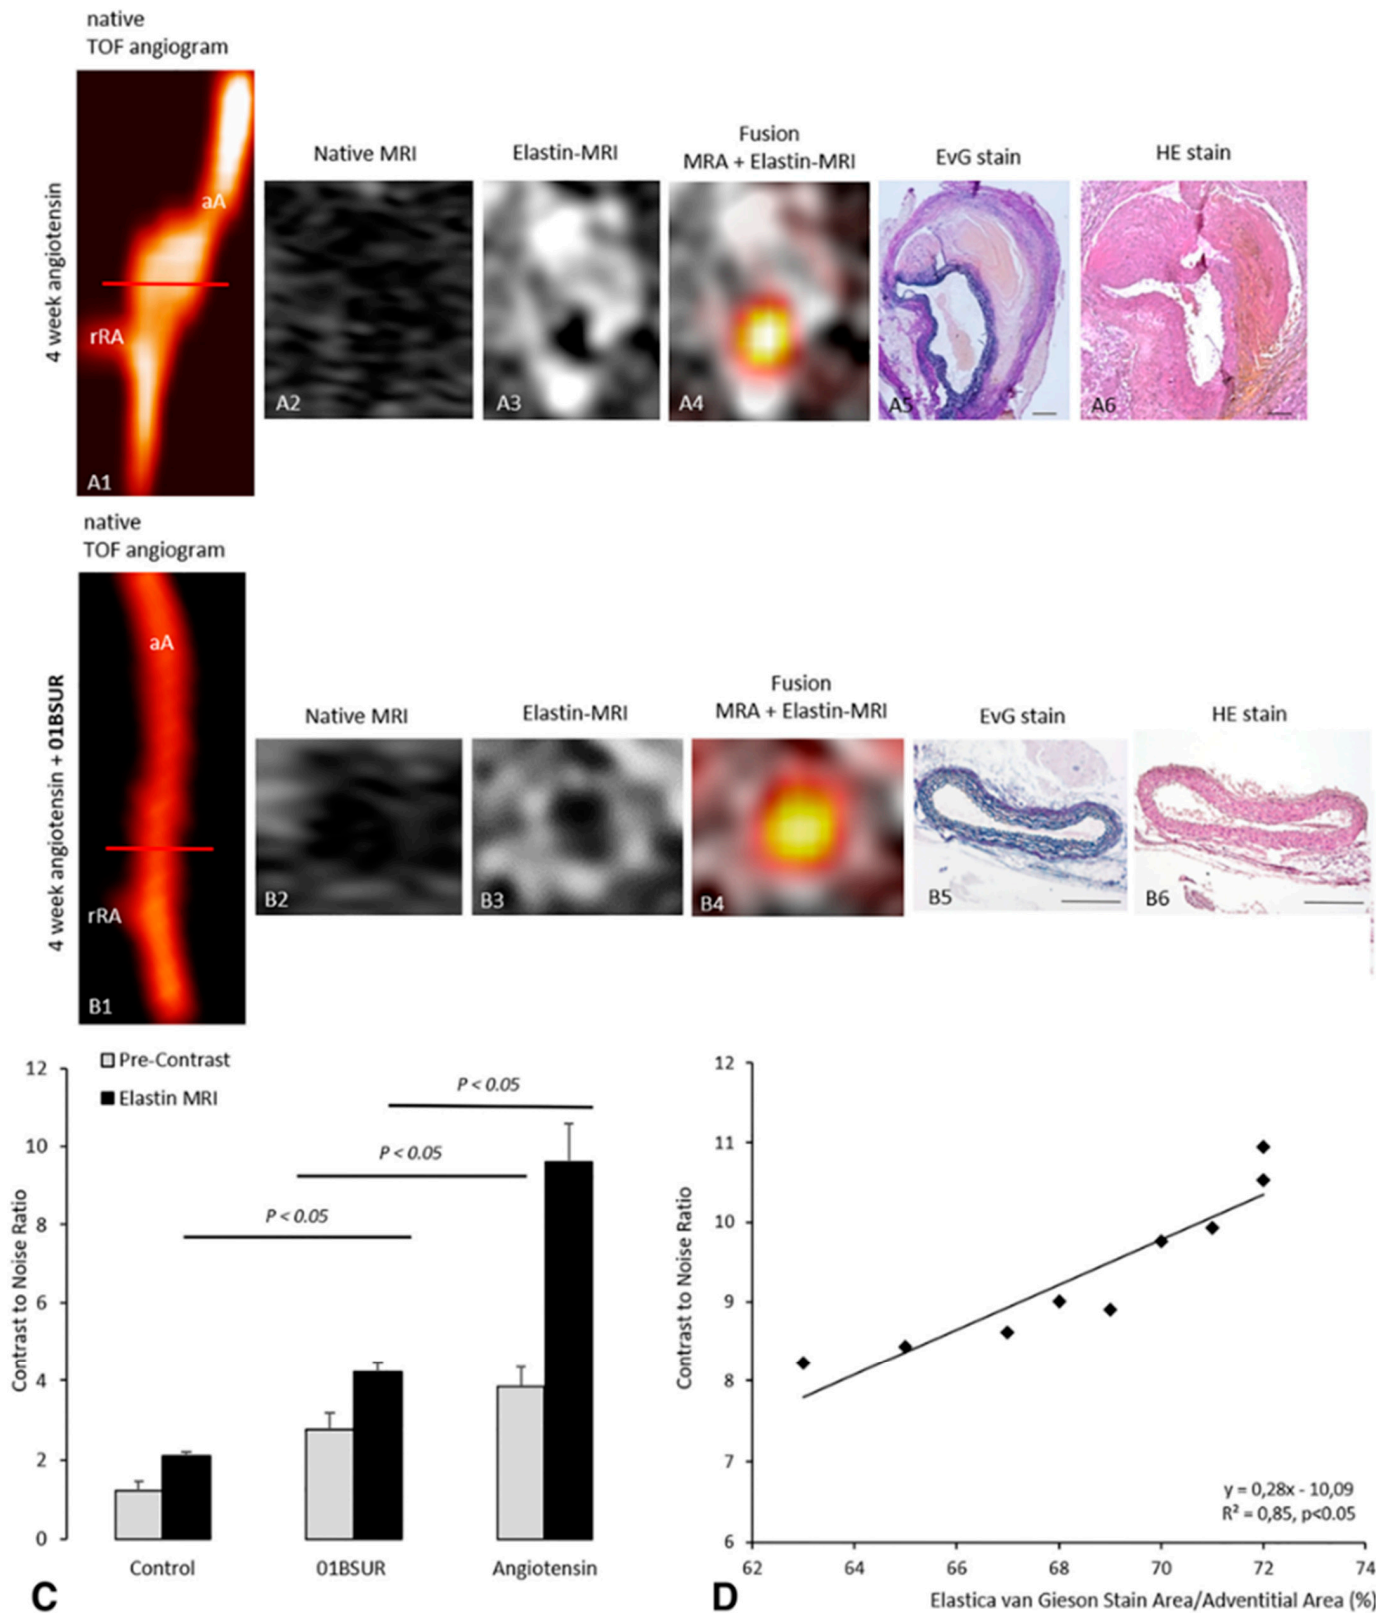 native
TOF angiogram
4 week angiotensin
aA
rRA
A1
Native MRI
A2
Elastin-MRI
A3
Fusion
MRA + Elastin-MRI
A4
EvG stain
A5
HE stain
A6
native
TOF angiogram
4 week angiotensin + 01BSUR
aA
rRA
B1
Native MRI
B2
Elastin-MRI
B3
Fusion
MRA + Elastin-MRI
B4
EvG stain
B5
HE stain
B6
Pre-Contrast
Elastin MRI
P < 0.05
P < 0.05
P < 0.05
Contrast to Noise Ratio
12
10
8
6
4
2
0
Control
01BSUR
Angiotensin
C
Contrast to Noise Ratio
12
11
10
9
8
7
6
y = 0,28x - 10,09
R² = 0,85, p<0.05
62
64
66
68
70
72
74
Elastica van Gieson Stain Area/Adventitial Area (%)
D